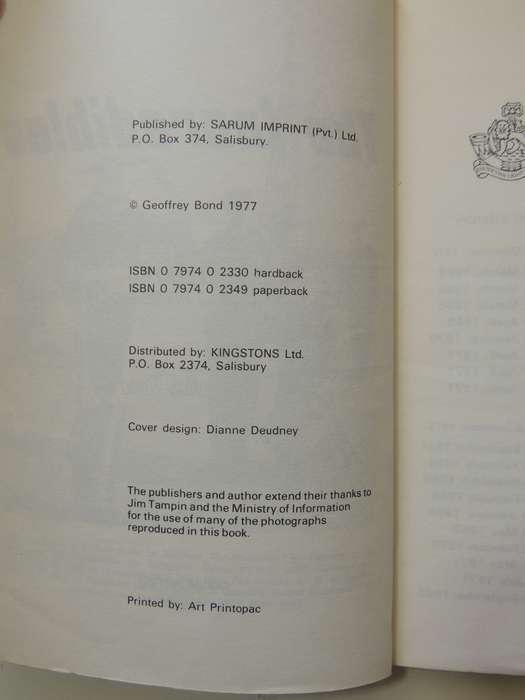 Published by: SARUM IMPRINT (Pvt.) Ltd.
P.O. Box 374, Salisbury.
© Geoffrey Bond 1977
ISBN 0 7974 0 2330 hardback
ISBN 0 7974 0 2349 paperback
Distributed by: KINGSTONS Ltd.
P.O. Box 2374, Salisbury
Cover design: Dianne Deudney
The publishers and author extend their thanks to
Jim Tampin and the Ministry of Information
for the use of many of the photographs
reproduced in this book.
Printed by: Art Printopac